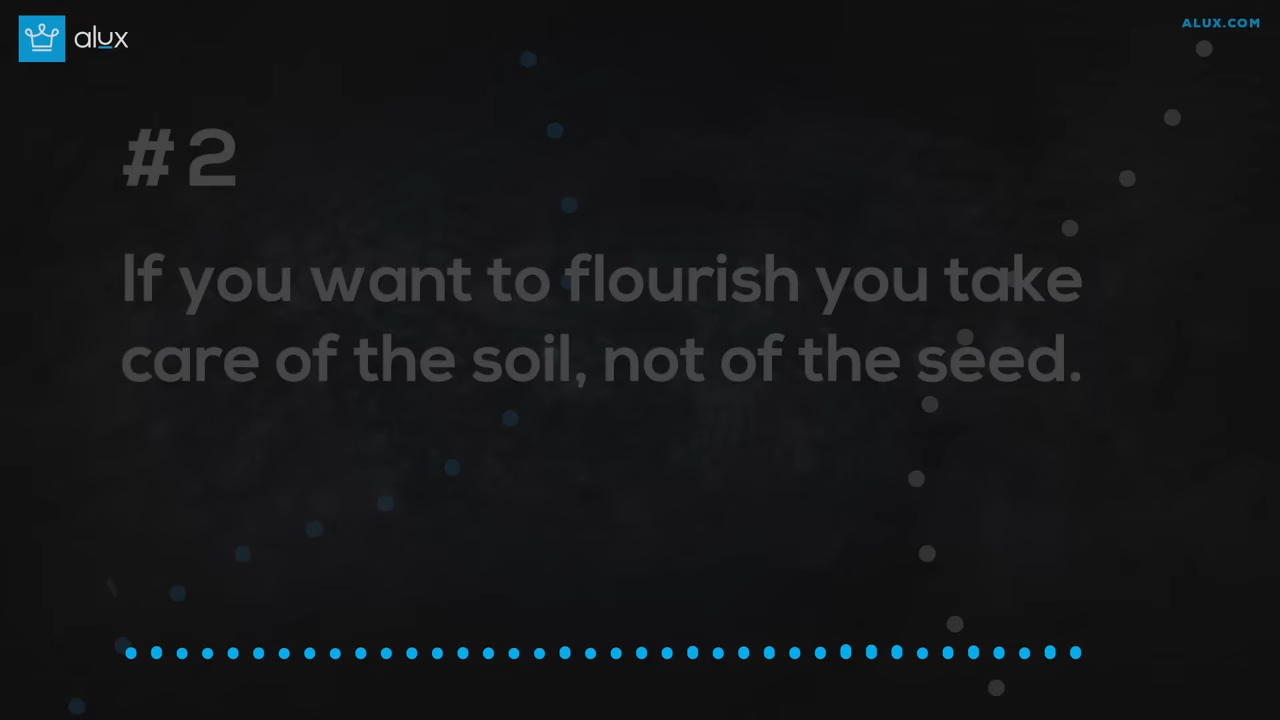 alux
ALUX.COM
#2
If you want to flourish you take
care of the soil, not of the seed.